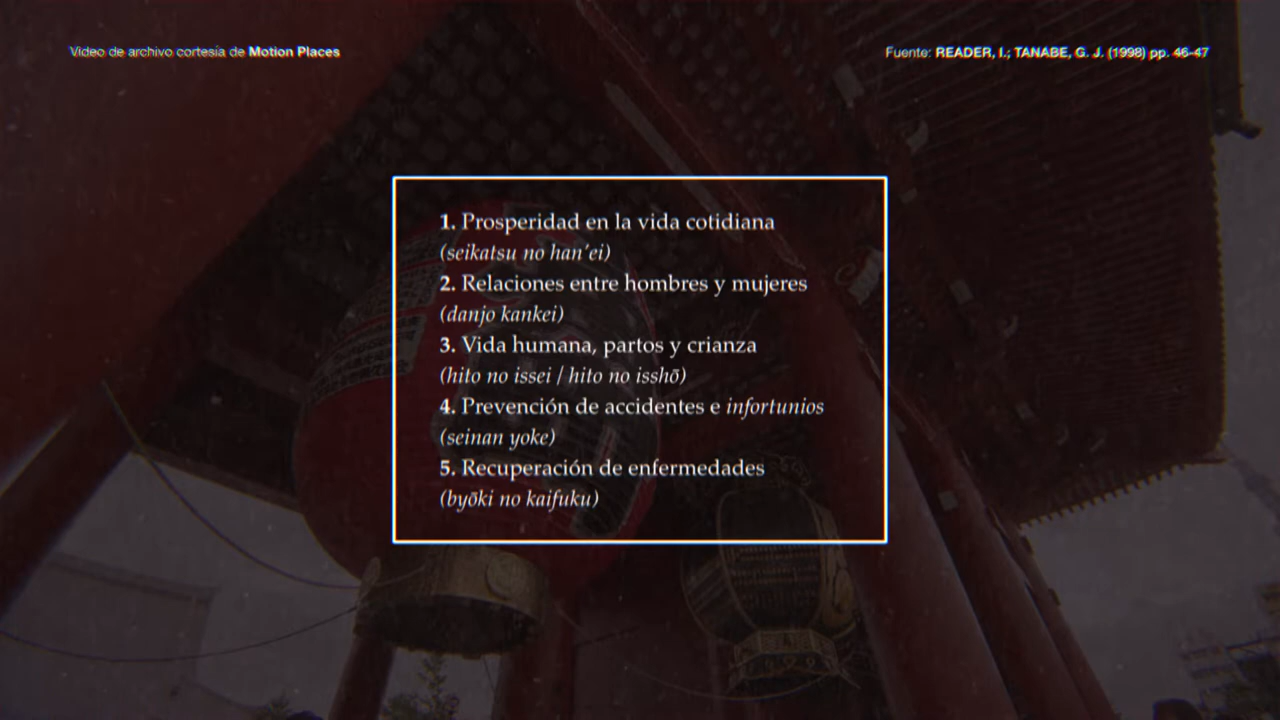 Video de archivo cortesía de Motion Places
Fuente: READER, I.; TANABE, G. J. (1998) pp. 46-47
1. Prosperidad en la vida cotidiana
(seikatsu no han'ei)
2. Relaciones entre hombres y mujeres
(danjo kankei)
3. Vida humana, partos y crianza
(hito no issei / hito no isshō)
4. Prevención de accidentes e infortunios
(seinan yoke)
5. Recuperación de enfermedades
(byōki no kaifuku)